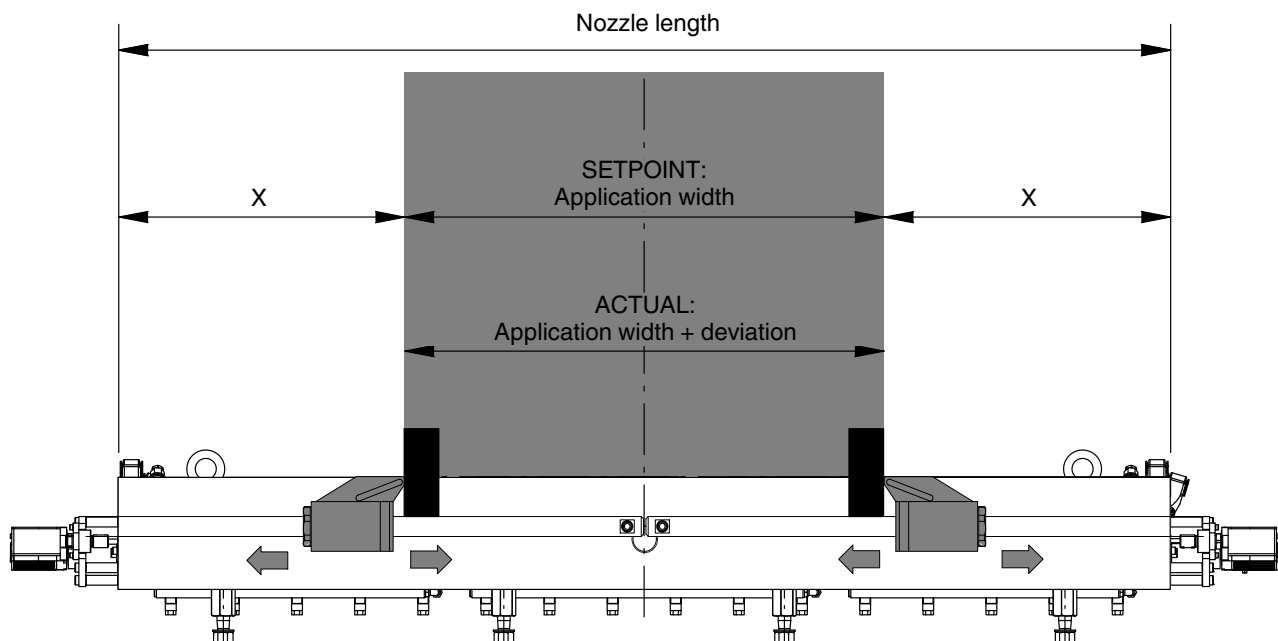 Nozzle length
SETPOINT:
Application width
X
X
ACTUAL:
Application width + deviation